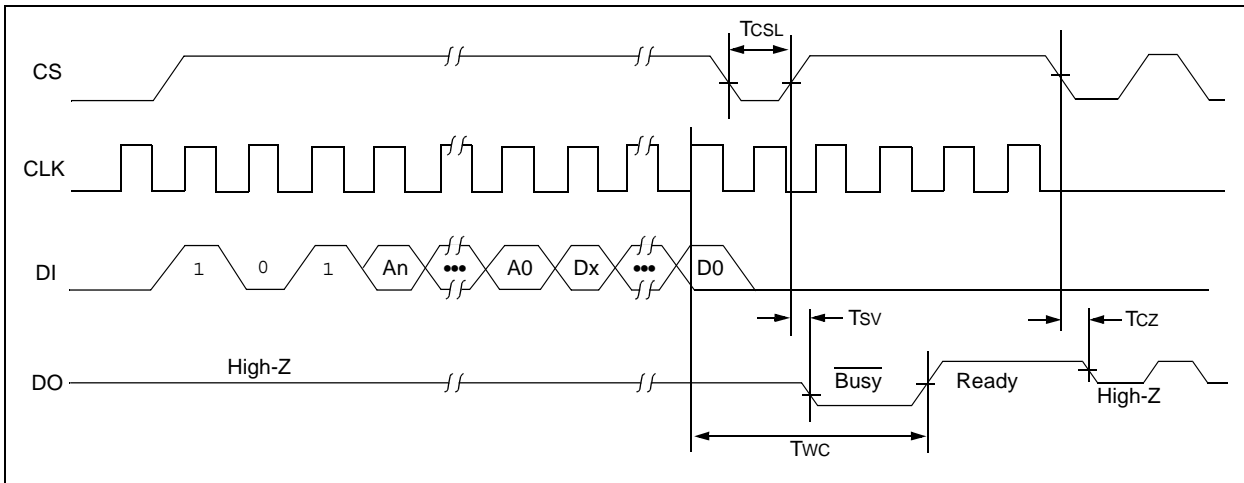 TCSL
CS
CLK
DI
1 0 1 An ••• A0 Dx ••• D0
TSV
TCZ
DO
High-Z
Busy
Ready
High-Z
TWC